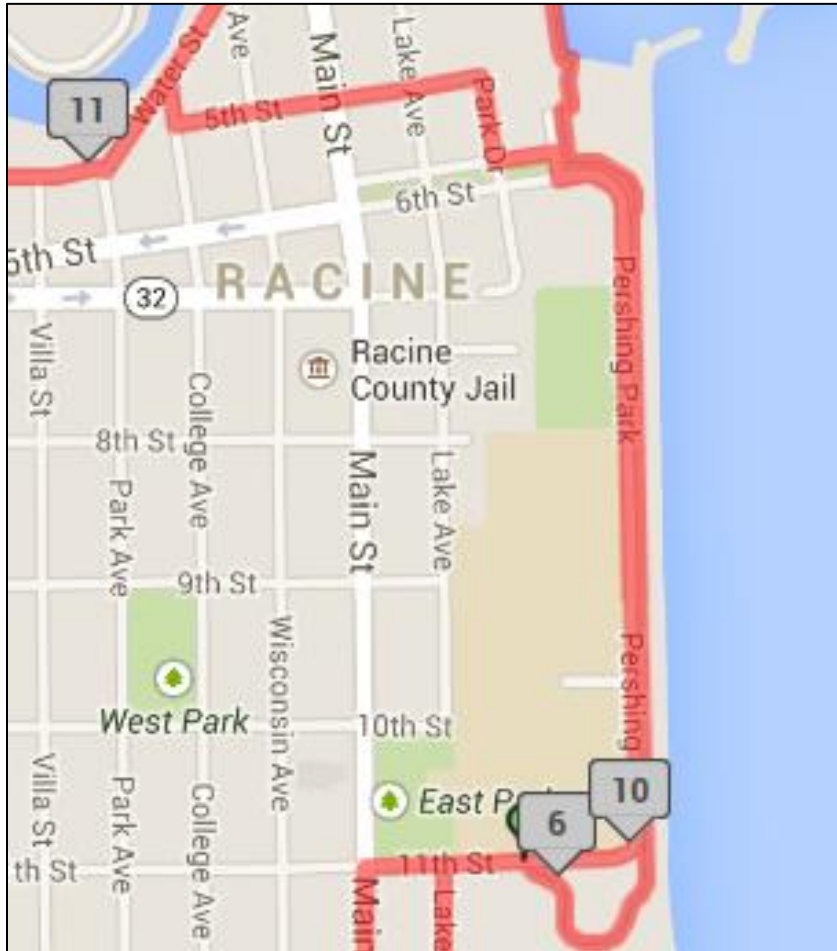 Ave
Main St
Lake Ave
Water St
11
5th St
Park Dr
6th St
5th St
32
RACINE
Pershing Park
Villa St
Racine
County Jail
College Ave
8th St
Park Ave
Main St
Lake Ave
9th St
Wisconsin Ave
Pershing
West Park
10th St
Villa St
Park Ave
College Ave
East
10
6
th St
11th St
Main
Lake